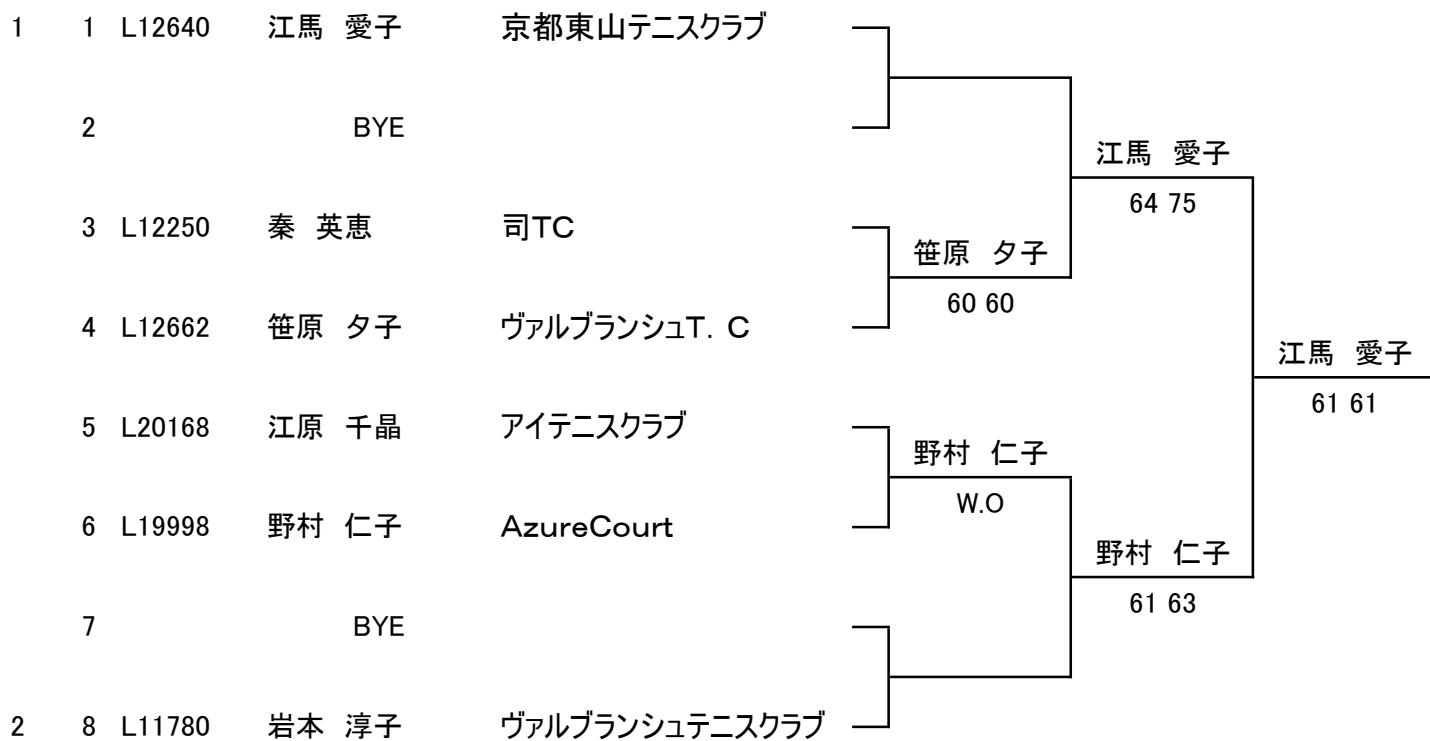 1 1 L12640 江馬 愛子 京都東山テニスクラブ
2 BYE
江馬 愛子
64 75
3 L12250 秦 英恵 司TC
笹原 夕子
60 60
4 L12662 笹原 夕子 ヴァルブランシュT. C
江馬 愛子
61 61
5 L20168 江原 千晶 アイテニスクラブ
野村 仁子
W.O
6 L19998 野村 仁子 AzureCourt
野村 仁子
61 63
7 BYE
2 8 L11780 岩本 淳子 ヴァルブランシュテニスクラブ